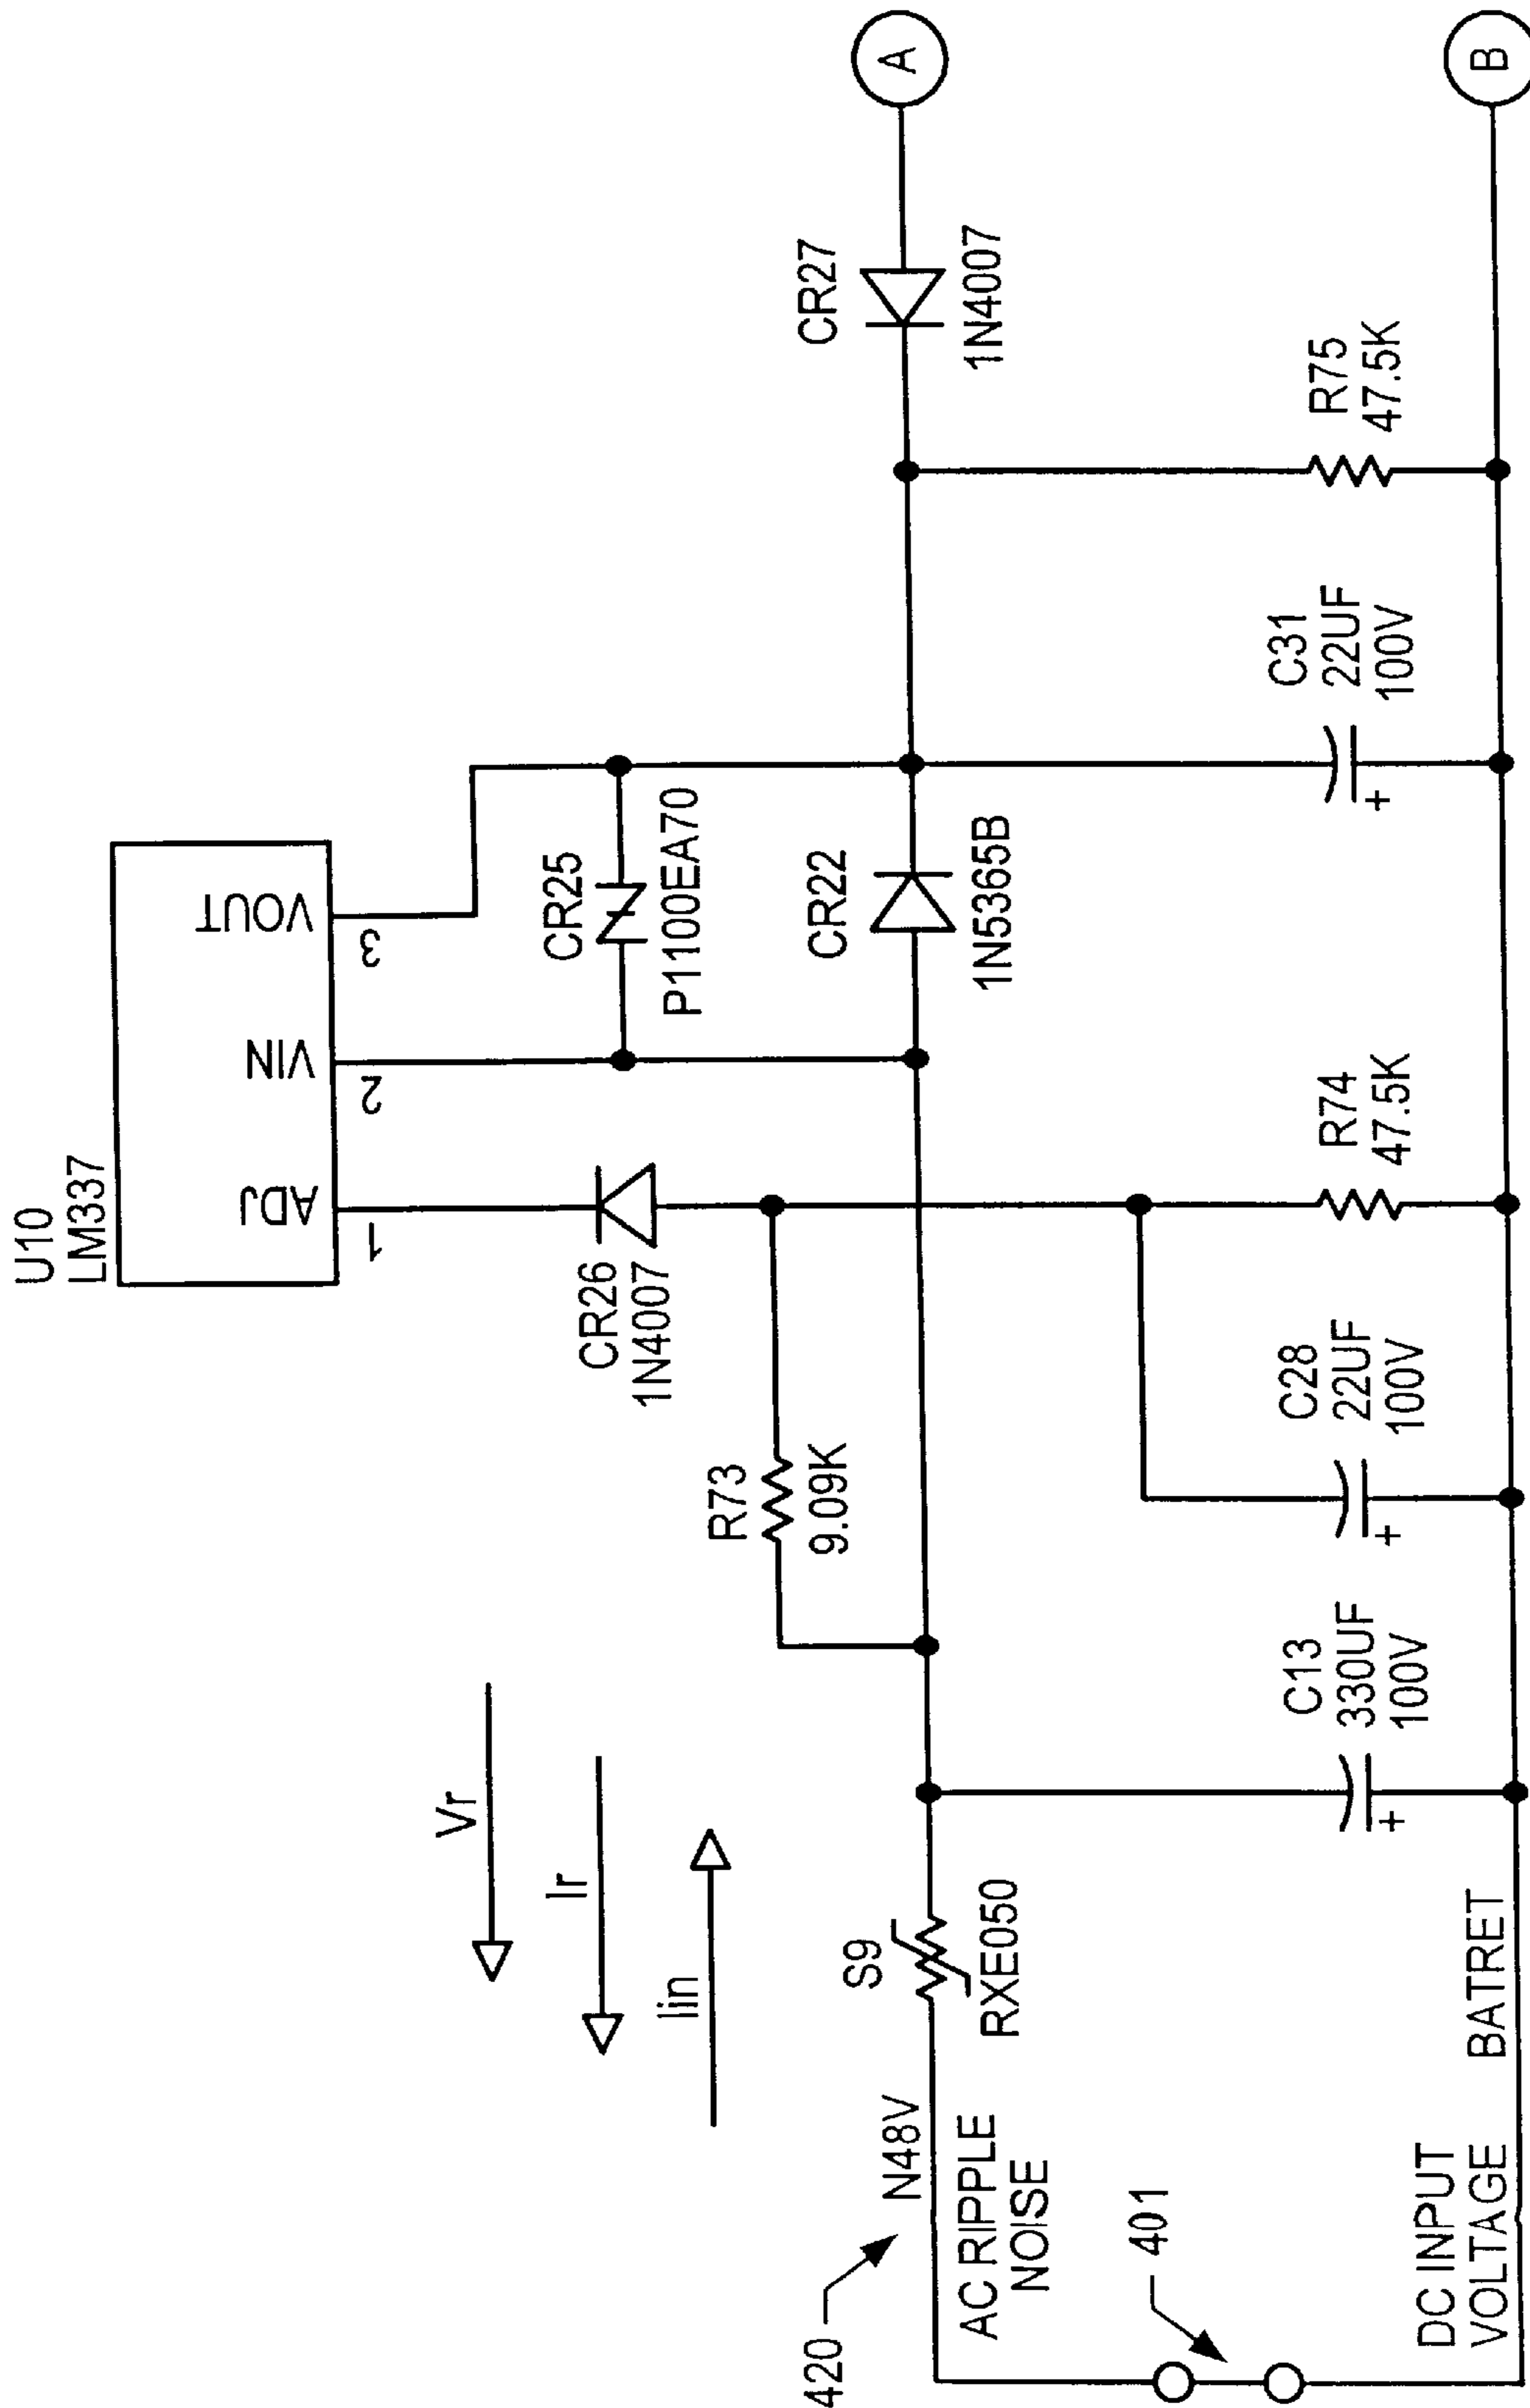 U10
LM337
ADJ
VIN
VOUT
1
2
3
CR26
1N4007
CR25
P1100EA70
Vr
Ir
Iin
R73
9.09K
CR22
1N5365B
CR27
1N4007
A
420
N48V
S9
RXE050
AC RIPPLE
NOISE
401
C13
330UF
100V
C28
22UF
100V
R74
47.5K
C31
22UF
100V
R75
47.5K
+
+
+
DC INPUT
VOLTAGE BATRET
B